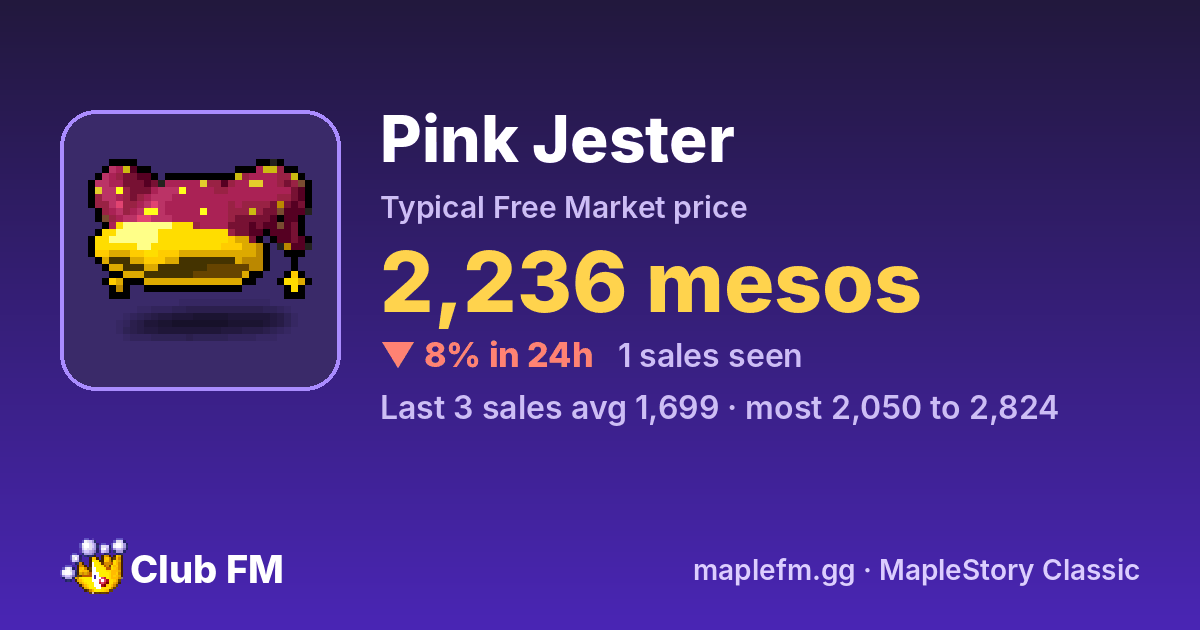 Pink Jester
Typical Free Market price
2,236 mesos
▼ 8% in 24h 1 sales seen
Last 3 sales avg 1,699 · most 2,050 to 2,824
Club FM
maplefm.gg · MapleStory Classic